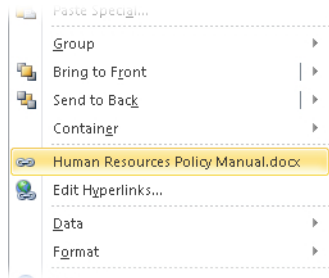 Paste Special...
Group
Bring to Front
Send to Back
Container
Human Resources Policy Manual.docx
Edit Hyperlinks...
Data
Format